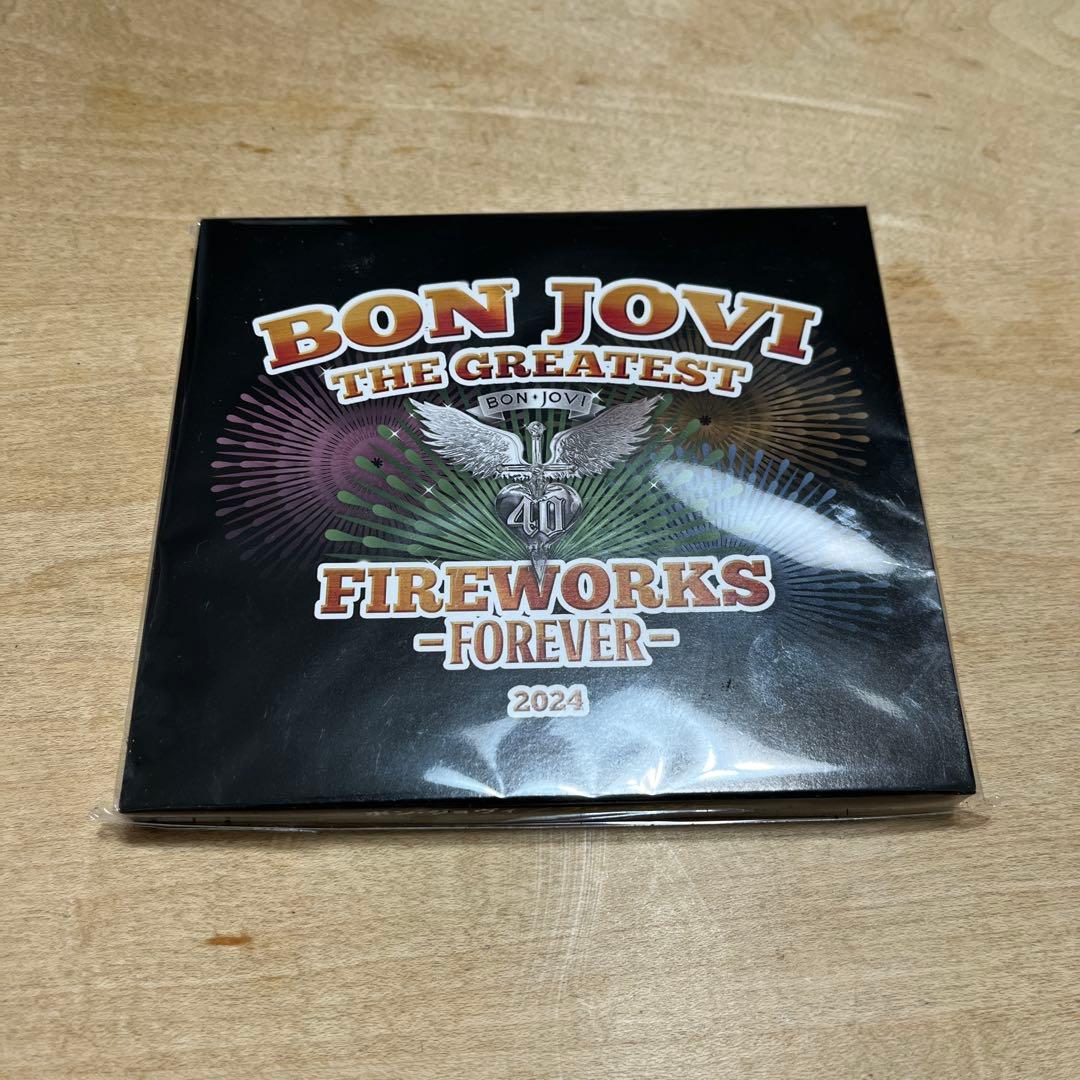 BON JOVI
THE GREATEST
BON♦JOVI
40
FIREWORKS
-FOREVER-
2024